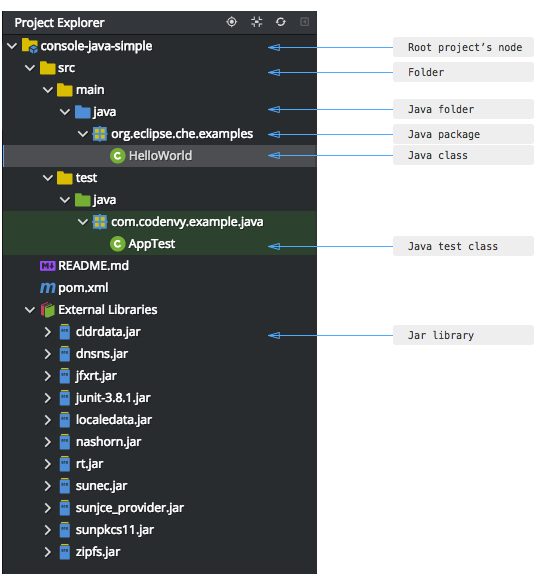 Project Explorer
console-java-simple
Root project's node
src
Folder
main
java
Java folder
org.eclipse.che.examples
Java package
C HelloWorld
Java class
test
java
com.codenvy.example.java
C AppTest
Java test class
M↓ README.md
m pom.xml
External Libraries
cldrdata.jar
Jar library
dnsns.jar
jfxrt.jar
junit-3.8.1.jar
localedata.jar
nashorn.jar
rt.jar
sunec.jar
sunjce_provider.jar
sunpkcs11.jar
zipfs.jar